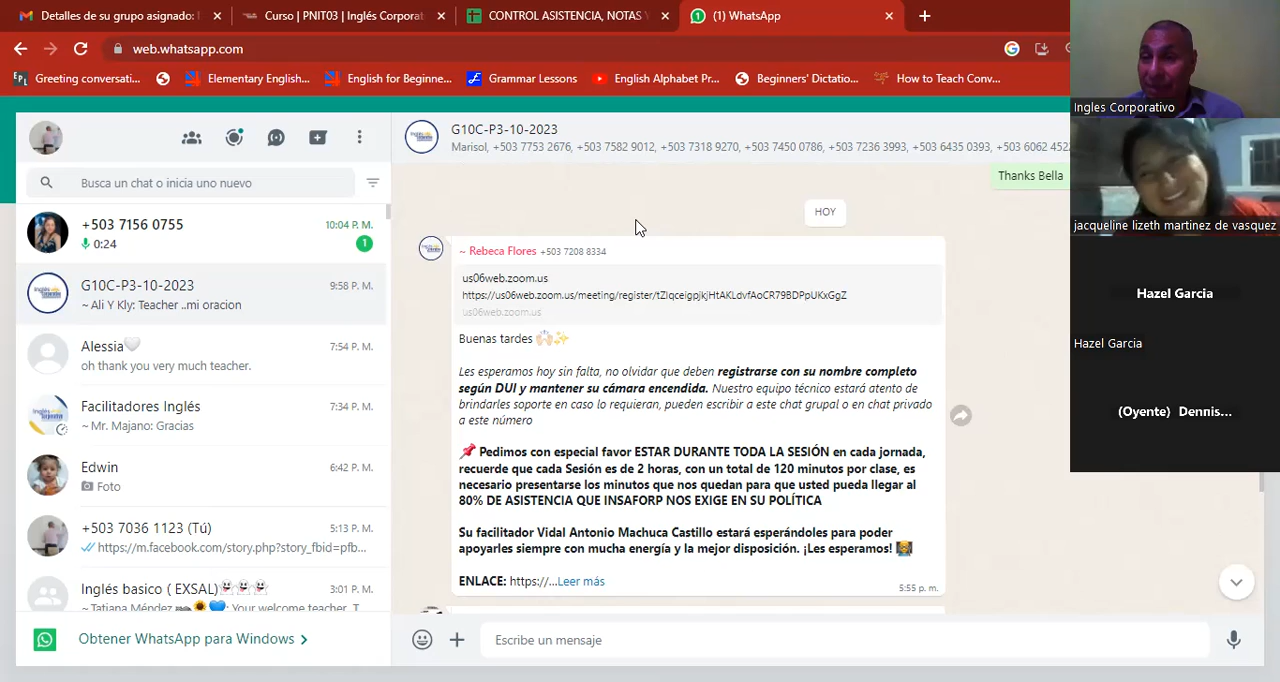 Detalles de su grupo asignado:
Curso | PNIT03 | Inglés Corporat
CONTROL ASISTENCIA, NOTAS Y
(1) WhatsApp
web.whatsapp.com
Greeting conversati...
Elementary English...
English for Beginne...
Grammar Lessons
English Alphabet Pr...
Beginners' Dictatio...
How to Teach Conv...
Ingles Corporativo
jacqueline lizeth martinez de vasquez
Hazel Garcia
Hazel Garcia
(Oyente) Dennis...
Busca un chat o inicia uno nuevo
+503 7156 0755
10:04 P. M.
0:24
1
G10C-P3-10-2023
9:58 P. M.
~ Ali Y Kly: Teacher ..mi oracion
Alessia
7:54 P. M.
oh thank you very much teacher.
Facilitadores Inglés
7:34 P. M.
~ Mr. Majano: Gracias
Edwin
6:42 P. M.
Foto
+503 7036 1123 (Tú)
5:13 P. M.
https://m.facebook.com/story.php?story_fbid=pfb...
Inglés basico ( EXSAL)
3:01 P. M.
~ Tatiana Méndez : Your welcome teacher. T
Obtener WhatsApp para Windows
G10C-P3-10-2023
Marisol, +503 7753 2676, +503 7582 9012, +503 7318 9270, +503 7450 0786, +503 7236 3993, +503 6435 0393, +503 6062 452
Thanks Bella
HOY
~ Rebeca Flores +503 7208 8334
us06web.zoom.us
us06web.zoom.us
Buenas tardes
Les esperamos hoy sin falta, no olvidar que deben registrarse con su nombre completo
según DUI y mantener su cámara encendida. Nuestro equipo técnico estará atento de
brindarles soporte en caso lo requieran, pueden escribir a este chat grupal o en chat privado
a este número
Pedimos con especial favor ESTAR DURANTE TODA LA SESIÓN en cada jornada,
recuerde que cada Sesión es de 2 horas, con un total de 120 minutos por clase, es
necesario presentarse los minutos que nos quedan para que usted pueda llegar al
80% DE ASISTENCIA QUE INSAFORP NOS EXIGE EN SU POLÍTICA
Su facilitador Vidal Antonio Machuca Castillo estará esperándoles para poder
apoyarles siempre con mucha energía y la mejor disposición. ¡Les esperamos!
ENLACE: https://...Leer más
5:55 p. m.
Escribe un mensaje